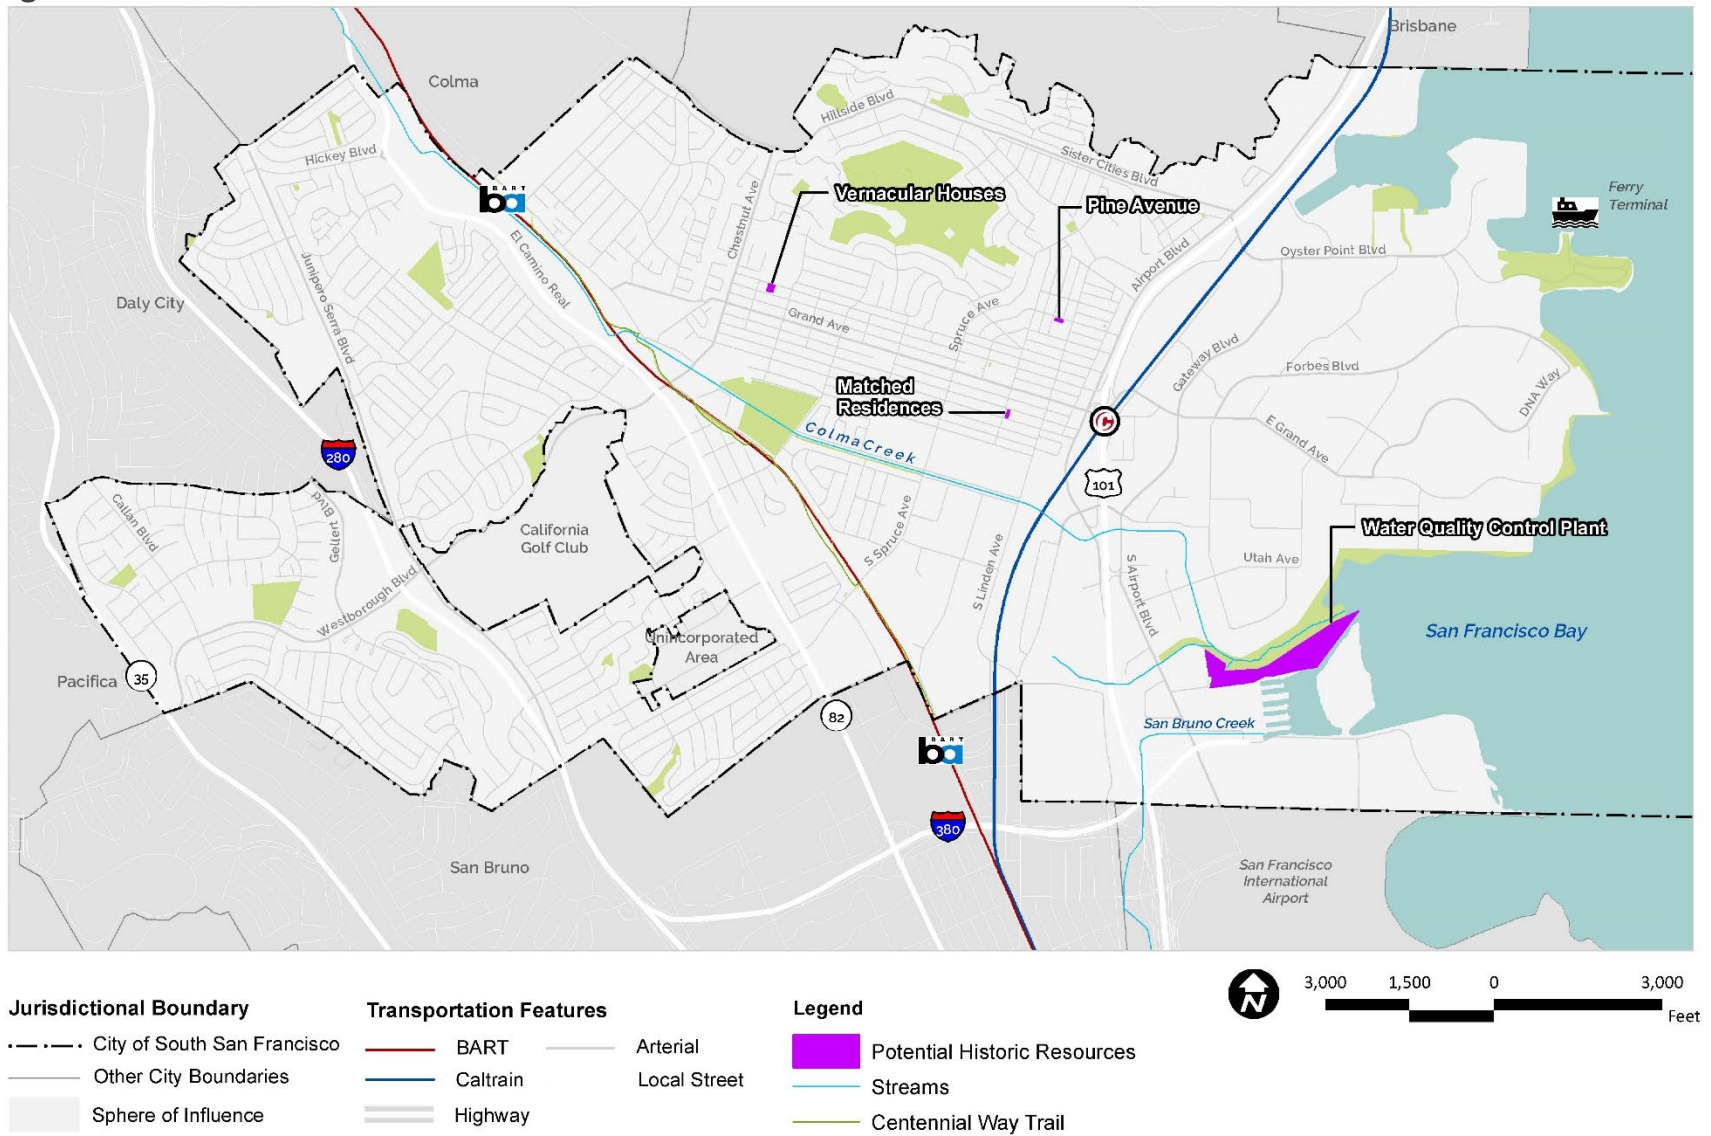 Brisbane
Colma
Hillside Blvd
Hickey Blvd
Sister Cities Blvd
BART
ba
Vernacular Houses
Pine Avenue
Ferry
Terminal
Chestnut Ave
El Camino Real
Airport Blvd
Oyster Point Blvd
Junipero Serra Blvd
Daly City
Grand Ave
Spruce Ave
Gateway Blvd
Forbes Blvd
DNA Way
Matched
Residences
C
Colma Creek
E Grand Ave
280
101
Callan Blvd
Gellert Blvd
California
Golf Club
S Spruce Ave
Water Quality Control Plant
Utah Ave
S Linden Ave
S Airport Blvd
Westborough Blvd
Unincorporated
Area
San Francisco Bay
Pacifica
35
82
San Bruno Creek
BART
ba
380
San Bruno
San Francisco
International
Airport
Jurisdictional Boundary
City of South San Francisco
Other City Boundaries
Sphere of Influence
Transportation Features
BART
Caltrain
Highway
Arterial
Local Street
Legend
Potential Historic Resources
Streams
Centennial Way Trail
N
3,000 1,500 0 3,000
Feet